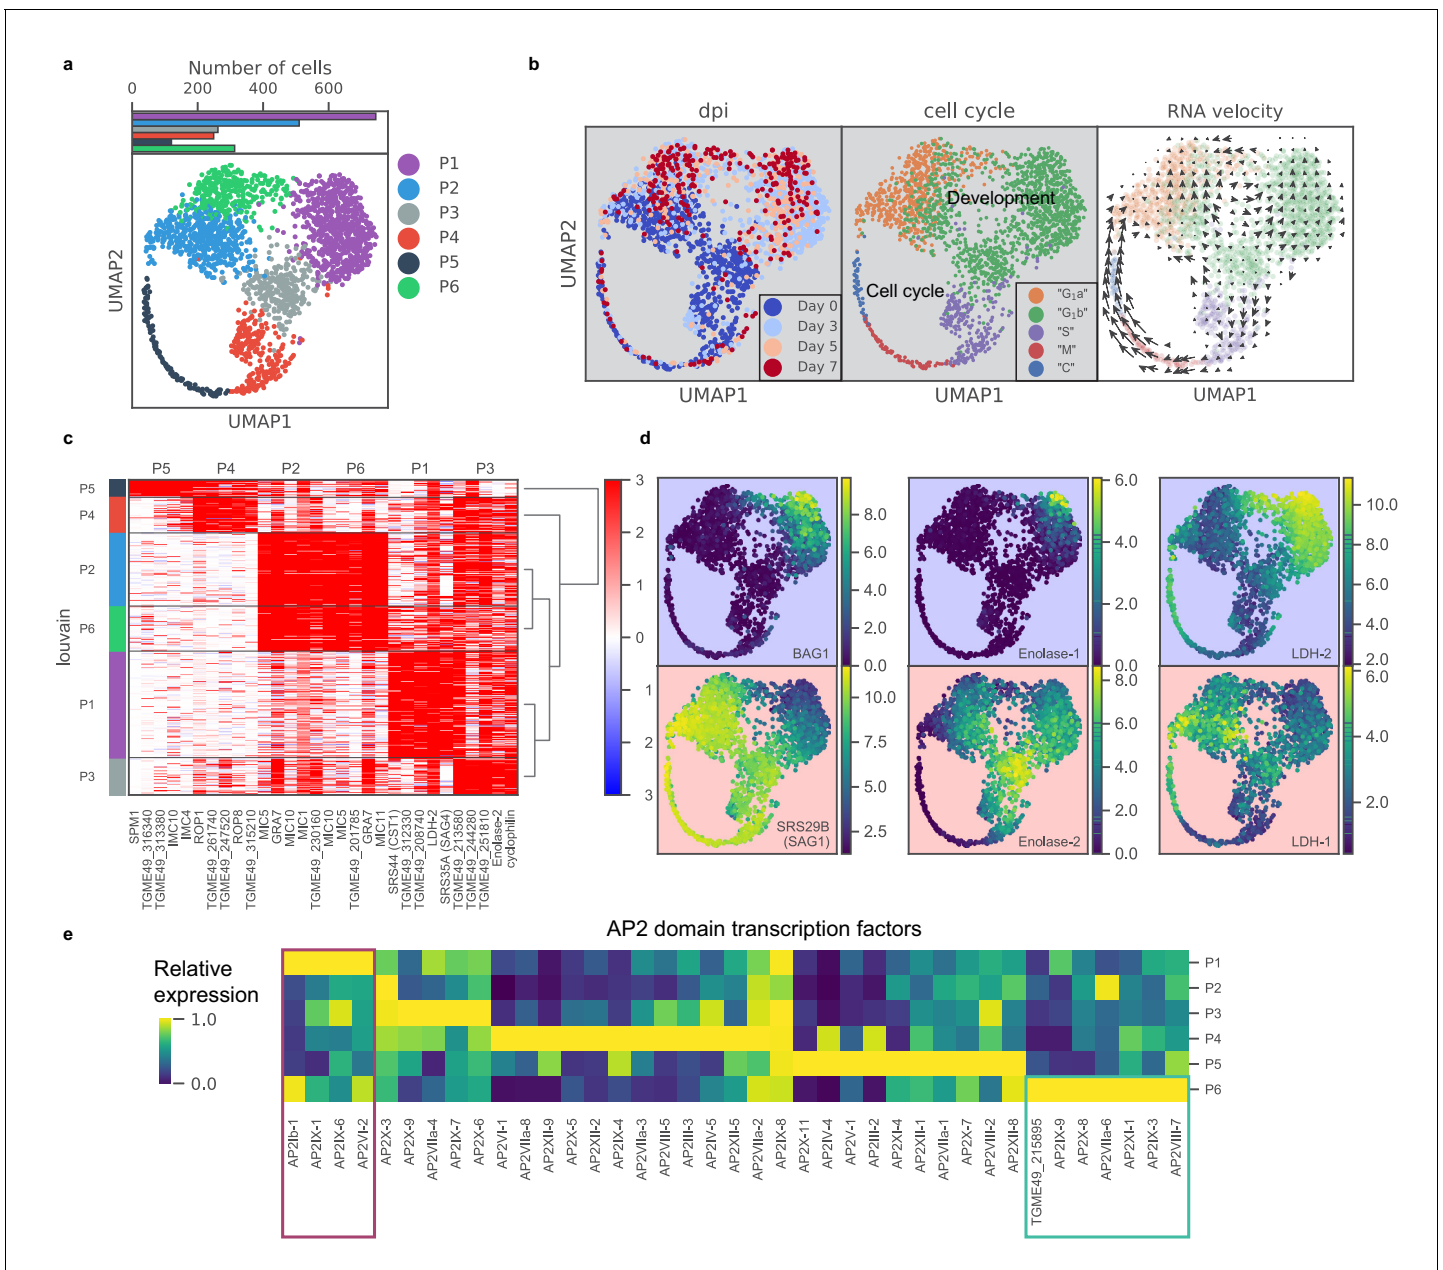 a
Number of cells
0 200 400 600
P1
P2
P3
P4
P5
P6
UMAP2
UMAP1
b
dpi
cell cycle
RNA velocity
Development
Cell cycle
Day 0
Day 3
Day 5
Day 7
"G₁a"
"G₁b"
"S"
"M"
"C"
UMAP2
UMAP1
UMAP1
UMAP1
c
P5 P4 P2 P6 P1 P3
P5
P4
P2
P6
P1
P3
louvain
3
2
1
0
1
2
3
SPM1
TGME49_316340
TGME49_313380
IMC10
IMC4
ROP1
TGME49_261740
TGME49_247530
ROP8
TGME49_315210
MIC5
GRA7
MIC10
MIC1
TGME49_230160
MIC10
MIC5
TGME49_201785
GRA7
MIC11
SRS44 (CST1)
TGME49_312330
TGME49_208740
LDH-2
SRS35A (SAG4)
TGME49_213580
TGME49_244280
TGME49_251810
Enolase-2
cyclophilin
d
BAG1
8.0
6.0
4.0
2.0
0.0
Enolase-1
6.0
4.0
2.0
0.0
LDH-2
10.0
8.0
6.0
4.0
2.0
SRS29B
(SAG1)
10.0
7.5
5.0
2.5
Enolase-2
8.0
6.0
4.0
2.0
0.0
LDH-1
6.0
4.0
2.0
e
AP2 domain transcription factors
Relative
expression
1.0
0.0
P1
P2
P3
P4
P5
P6
AP2Ib-1
AP2IX-1
AP2IX-6
AP2VI-2
AP2X-3
AP2X-9
AP2VIIa-4
AP2IX-7
AP2X-6
AP2VI-1
AP2VIIa-8
AP2XII-9
AP2X-5
AP2XII-2
AP2IX-4
AP2VIIa-3
AP2VIII-5
AP2III-3
AP2IV-5
AP2XII-5
AP2VIIa-2
AP2IX-8
AP2X-11
AP2IV-4
AP2V-1
AP2III-2
AP2XI-4
AP2VIIa-1
AP2X-7
AP2VIII-2
AP2XII-8
TGME49_215895
AP2IX-9
AP2X-8
AP2VIIa-6
AP2XI-1
AP2IX-3
AP2VIII-7